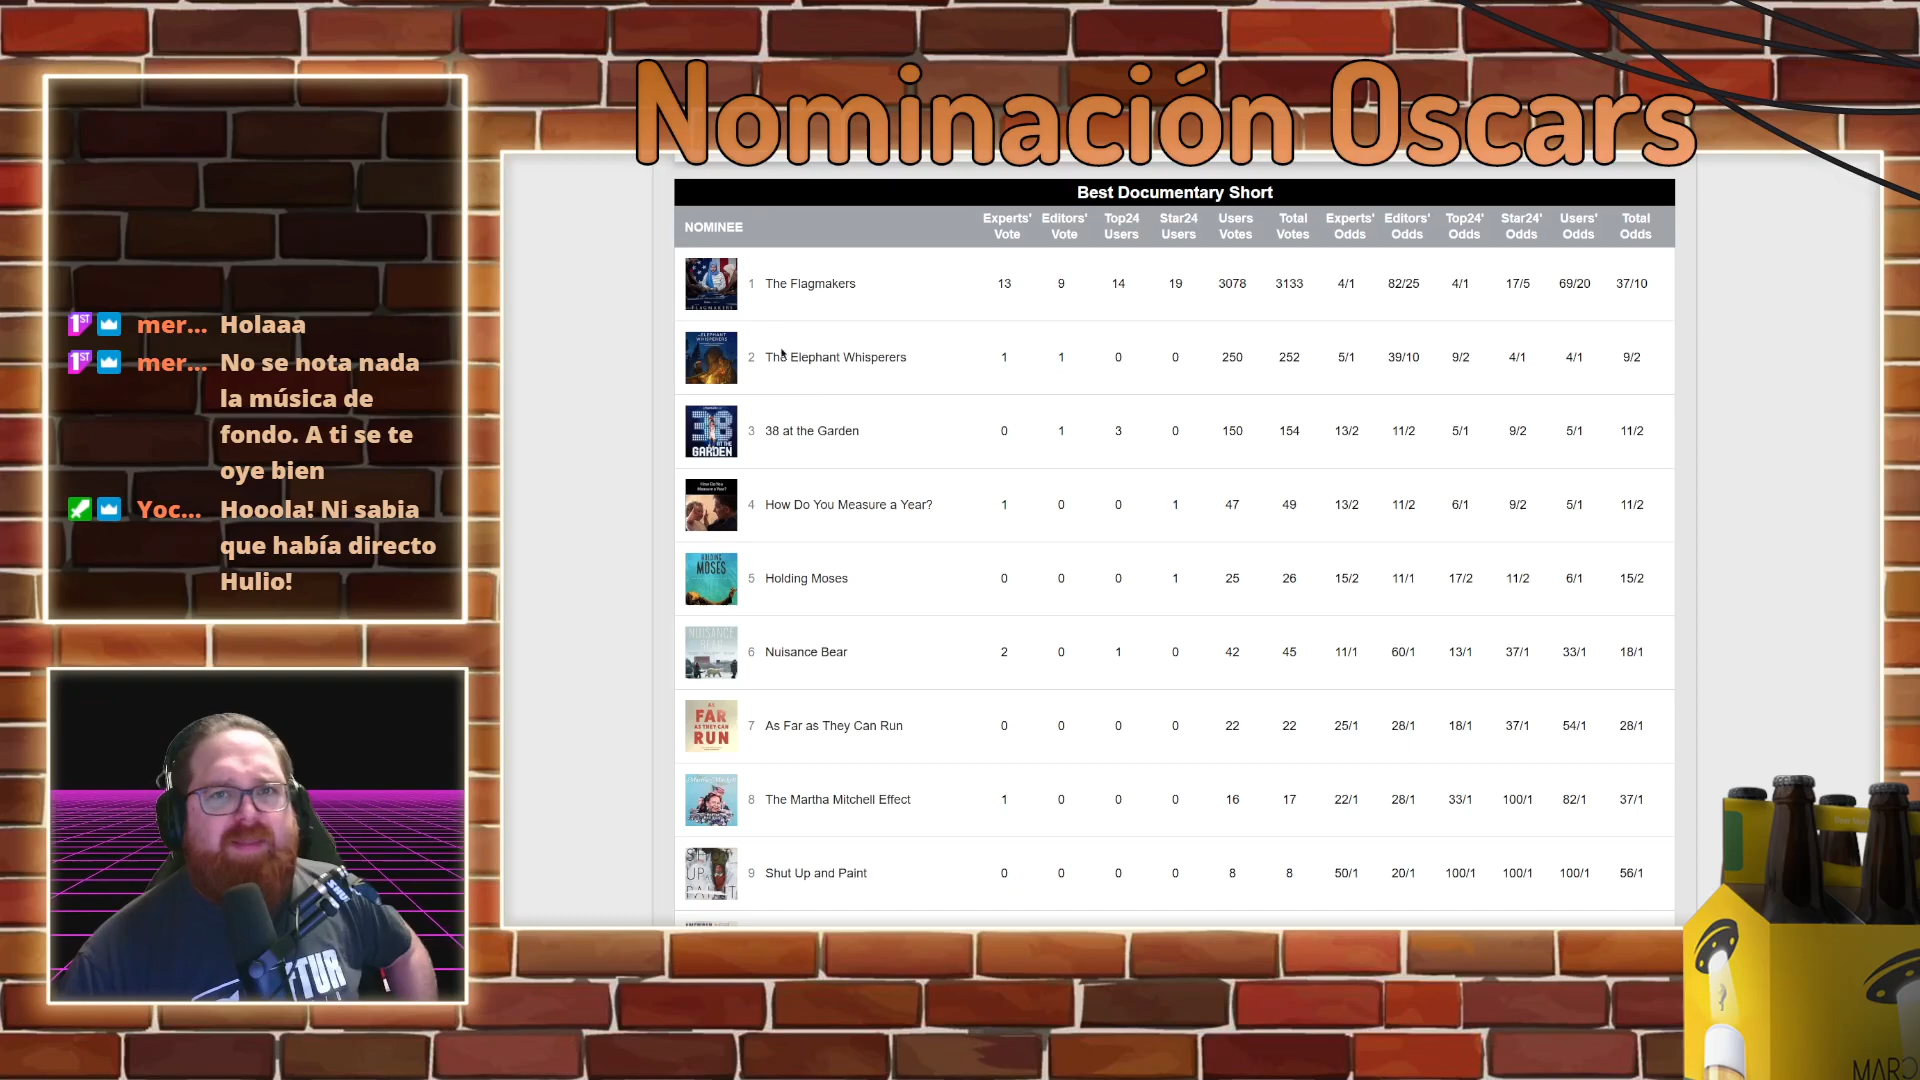 Nominación Oscars
mer... Holaaa
mer... No se nota nada
la música de
fondo. A ti se te
oye bien
Yoc... Hooola! Ni sabia
que había directo
Hulio!
Best Documentary Short
NOMINEE Experts' Vote Editors' Vote Top24 Users Star24 Users Users Votes Total Votes Experts' Odds Editors' Odds Top24' Odds Star24' Odds Users' Odds Total Odds
1 The Flagmakers 13 9 14 19 3078 3133 4/1 82/25 4/1 17/5 69/20 37/10
2 The Elephant Whisperers 1 1 0 0 250 252 5/1 39/10 9/2 4/1 4/1 9/2
3 38 at the Garden 0 1 3 0 150 154 13/2 11/2 5/1 9/2 5/1 11/2
4 How Do You Measure a Year? 1 0 0 1 47 49 13/2 11/2 6/1 9/2 5/1 11/2
5 Holding Moses 0 0 0 1 25 26 15/2 11/1 17/2 11/2 6/1 15/2
6 Nuisance Bear 2 0 1 0 42 45 11/1 60/1 13/1 37/1 33/1 18/1
7 As Far as They Can Run 0 0 0 0 22 22 25/1 28/1 18/1 37/1 54/1 28/1
8 The Martha Mitchell Effect 1 0 0 0 16 17 22/1 28/1 33/1 100/1 82/1 37/1
9 Shut Up and Paint 0 0 0 0 8 8 50/1 20/1 100/1 100/1 100/1 56/1